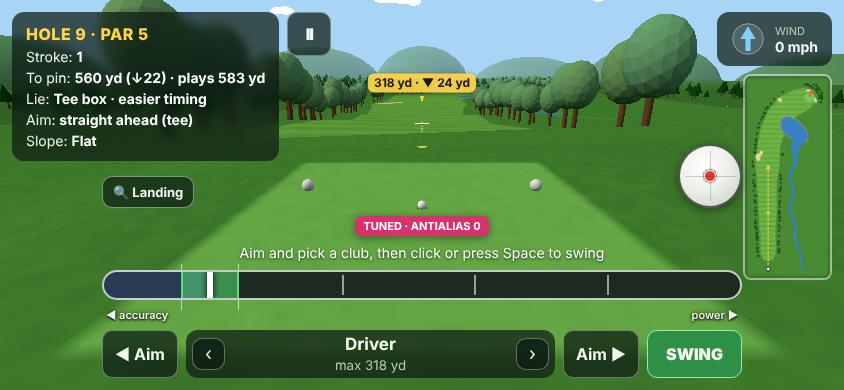 HOLE 9 · PAR 5
Stroke: 1
To pin: 560 yd (↓22) · plays 583 yd
Lie: Tee box · easier timing
Aim: straight ahead (tee)
Slope: Flat
WIND
0 mph
318 yd · ▼ 24 yd
🔍 Landing
TUNED · ANTIALIAS 0
Aim and pick a club, then click or press Space to swing
◀ accuracy
power ▶
◀ Aim
‹
Driver
max 318 yd
›
Aim ▶
SWING